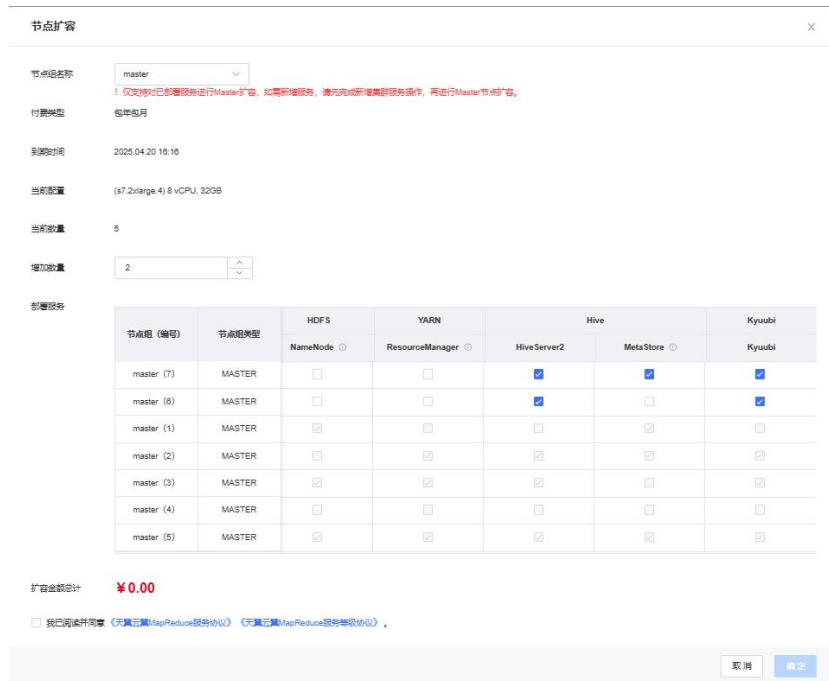 节点扩容
节点组名称 master
! 仅支持对已部署服务进行Master扩容，如需新增服务，请先完成新增集群服务操作，再进行Master节点扩容。
付费类型 包年包月
到期时间 2025.04.20 16:16
当前配置 (s7.2xlarge.4) 8 vCPU, 32GB
当前数量 5
增加数量 2
部署服务
节点组（编号） 节点组类型 HDFS YARN Hive Kyuubi
NameNode ResourceManager HiveServer2 MetaStore Kyuubi
master（7） MASTER
master（6） MASTER
master（1） MASTER
master（2） MASTER
master（3） MASTER
master（4） MASTER
master（5） MASTER
扩容金额总计 ￥0.00
我已阅读并同意《天翼云翼MapReduce服务协议》《天翼云翼MapReduce服务等级协议》。
取消 确定